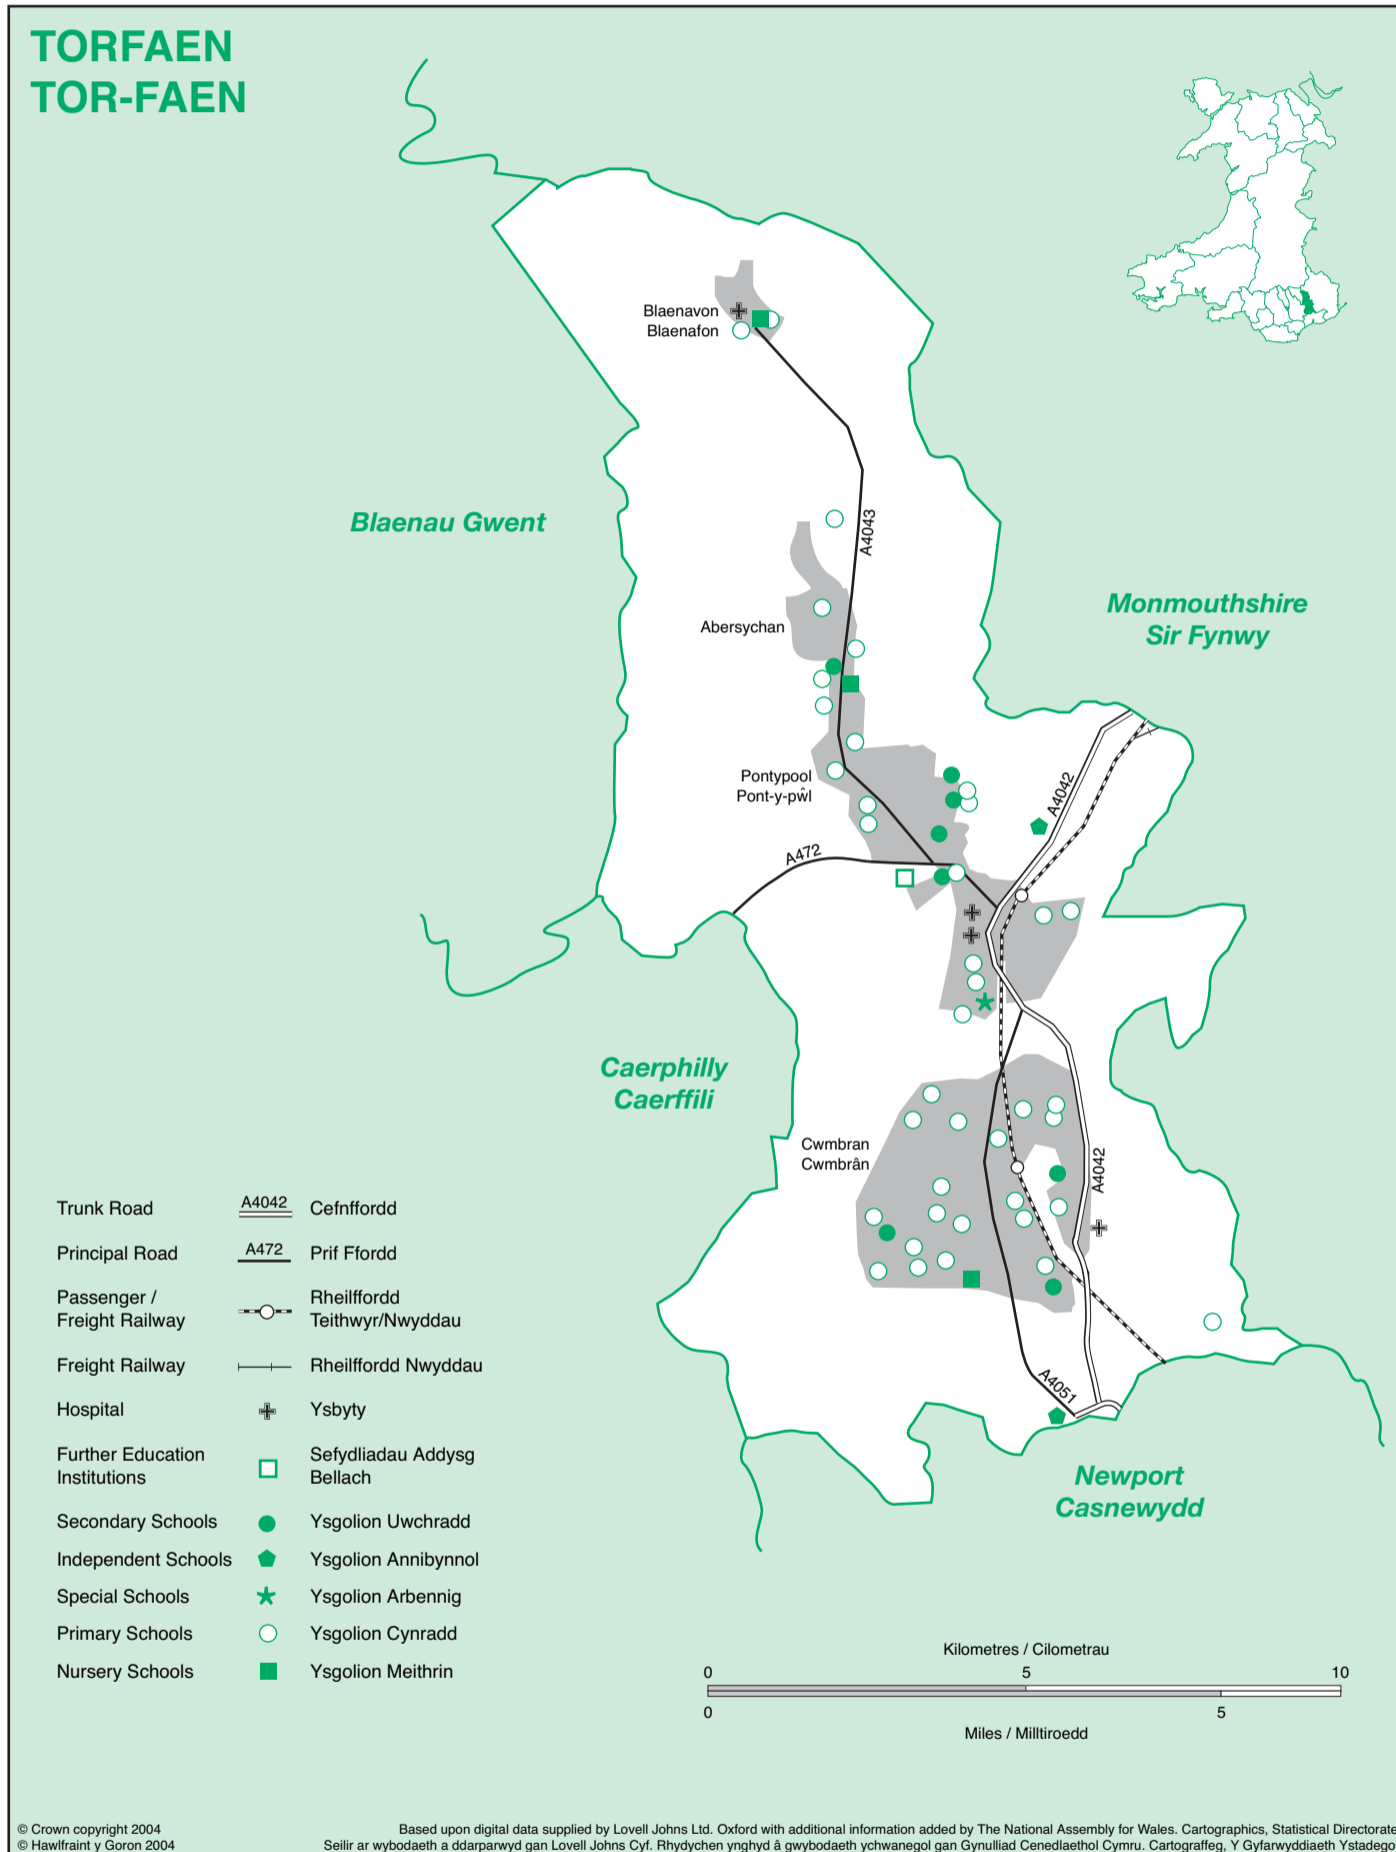 TORFAEN
TOR-FAEN
Blaenavon
Blaenafon
A4043
Blaenau Gwent
Monmouthshire
Sir Fynwy
Abersychan
Pontypool
Pont-y-pŵl
A4042
A472
Caerphilly
Caerffili
Cwmbran
Cwmbrân
A4042
A4051
Newport
Casnewydd
Trunk Road A4042 Cefnffordd
Principal Road A472 Prif Ffordd
Passenger / Rheilffordd
Freight Railway Teithwyr/Nwyddau
Freight Railway Rheilffordd Nwyddau
Hospital Ysbyty
Further Education Sefydliadau Addysg
Institutions Bellach
Secondary Schools Ysgolion Uwchradd
Independent Schools Ysgolion Annibynnol
Special Schools Ysgolion Arbennig
Primary Schools Ysgolion Cynradd
Nursery Schools Ysgolion Meithrin
Kilometres / Cilometrau
0 5 10
0 5
Miles / Milltiroedd
© Crown copyright 2004 Based upon digital data supplied by Lovell Johns Ltd. Oxford with additional information added by The National Assembly for Wales. Cartographics, Statistical Directorate
© Hawlfraint y Goron 2004 Seilir ar wybodaeth a ddarparwyd gan Lovell Johns Cyf. Rhydychen ynghyd â gwybodaeth ychwanegol gan Gynulliad Cenedlaethol Cymru. Cartograffeg, Y Gyfarwyddiaeth Ystadego